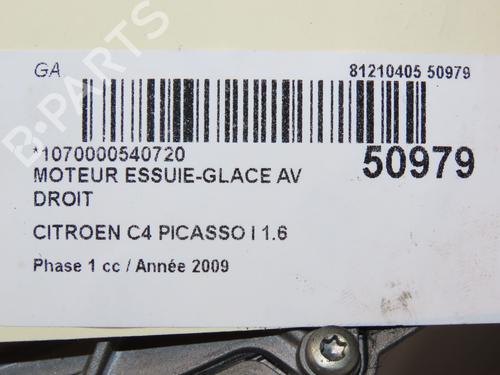 GA
81210405 50979
*1070000540720
50979
MOTEUR ESSUIE-GLACE AV
DROIT
CITROEN C4 PICASSO I 1.6
Phase 1 cc / Année 2009
B-PARTS